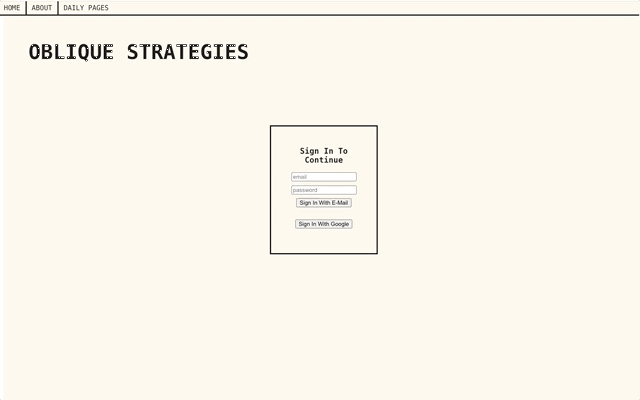 HOME
ABOUT
DAILY PAGES
OBLIQUE STRATEGIES
Sign In To
Continue
email
password
Sign In With E-Mail
Sign In With Google